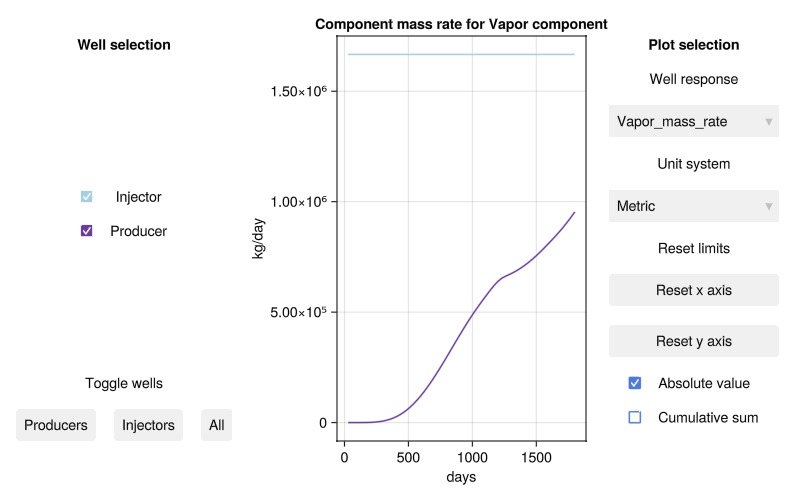 Component mass rate for Vapor component
Well selection
Injector
Producer
Toggle wells
Producers
Injectors
All
kg/day
1.50×10⁶
1.00×10⁶
5.00×10⁵
0
0
500
1000
1500
days
Plot selection
Well response
Vapor_mass_rate
Unit system
Metric
Reset limits
Reset x axis
Reset y axis
Absolute value
Cumulative sum